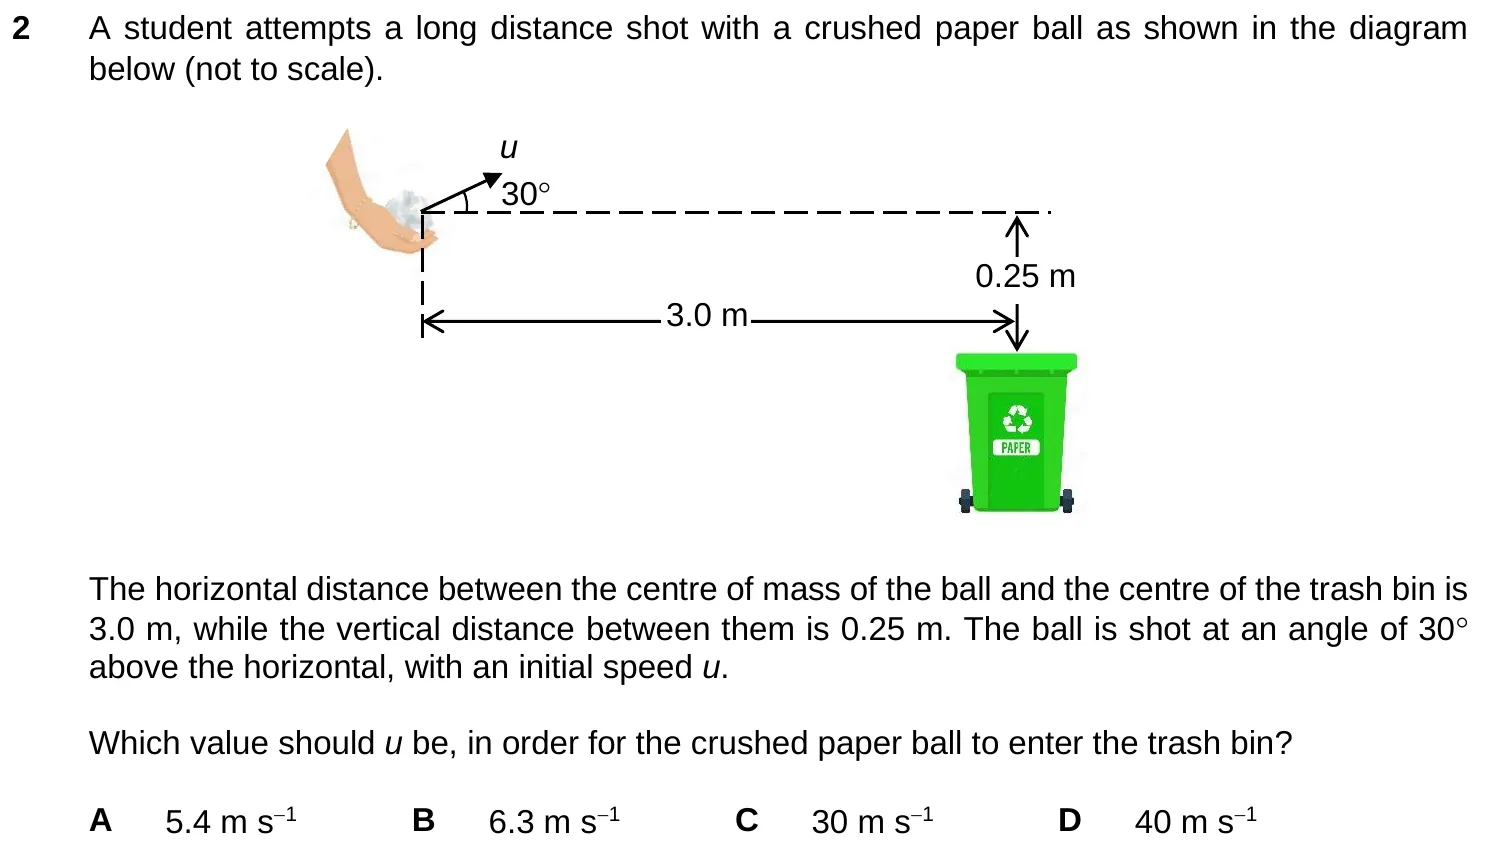 2 A student attempts a long distance shot with a crushed paper ball as shown in the diagram
below (not to scale).
u
30°
0.25 m
3.0 m
PAPER
The horizontal distance between the centre of mass of the ball and the centre of the trash bin is
3.0 m, while the vertical distance between them is 0.25 m. The ball is shot at an angle of 30°
above the horizontal, with an initial speed u.
Which value should u be, in order for the crushed paper ball to enter the trash bin?
A 5.4 m s⁻¹ B 6.3 m s⁻¹ C 30 m s⁻¹ D 40 m s⁻¹